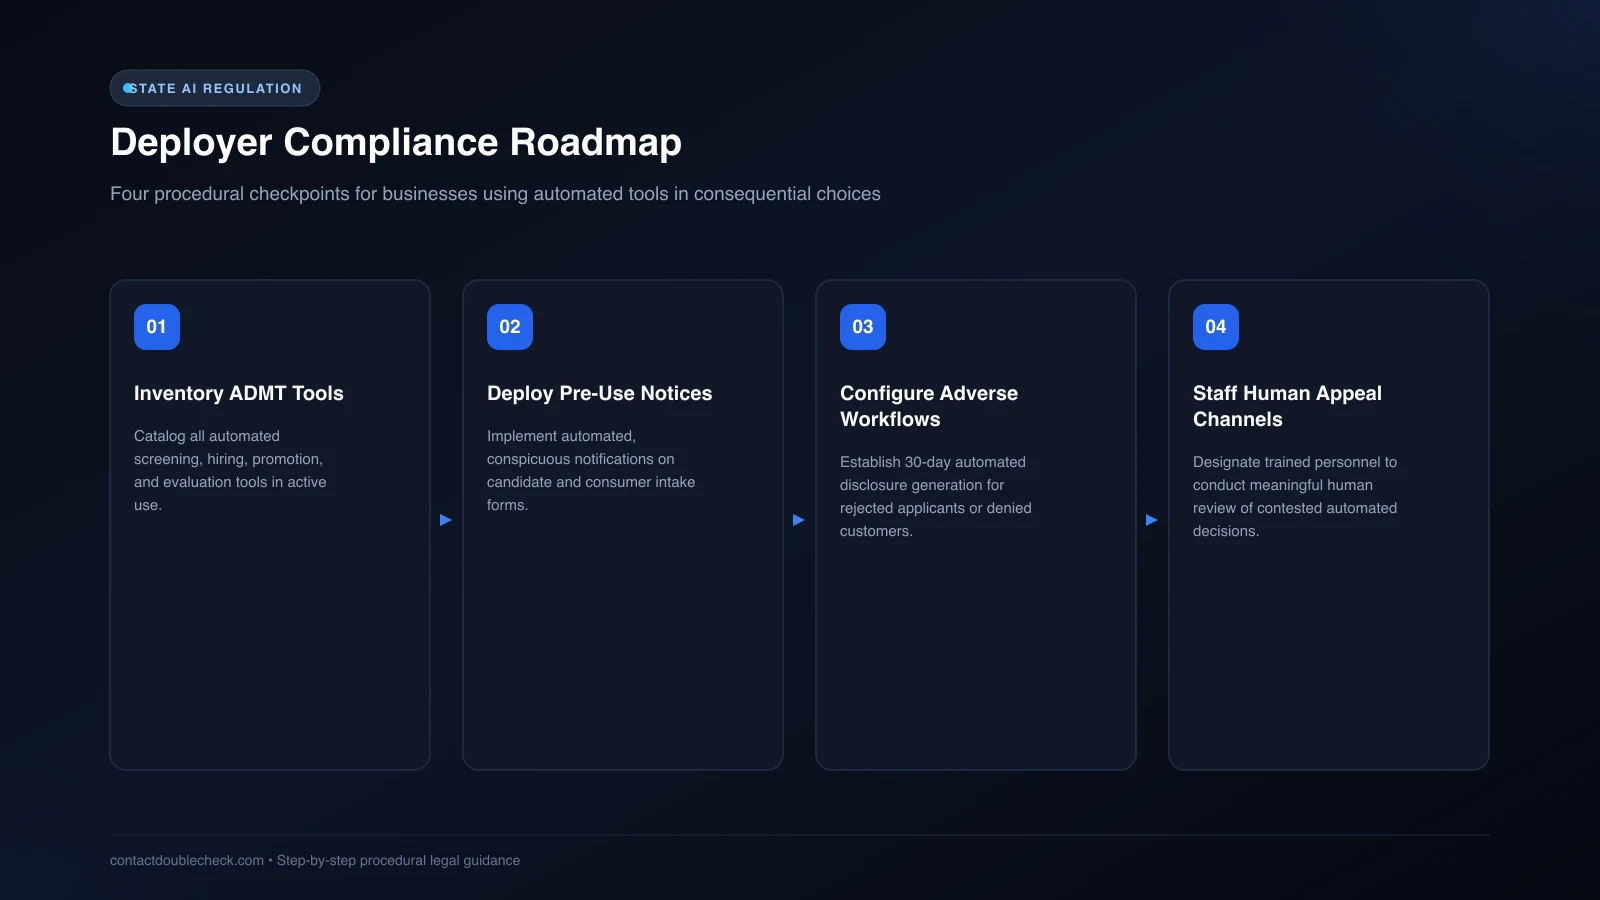 STATE AI REGULATION
Deployer Compliance Roadmap
Four procedural checkpoints for businesses using automated tools in consequential choices
01
Inventory ADMT Tools
Catalog all automated
screening, hiring, promotion,
and evaluation tools in active
use.
02
Deploy Pre-Use Notices
Implement automated,
conspicuous notifications on
candidate and consumer intake
forms.
03
Configure Adverse
Workflows
Establish 30-day automated
disclosure generation for
rejected applicants or denied
customers.
04
Staff Human Appeal
Channels
Designate trained personnel to
conduct meaningful human
review of contested automated
decisions.
contactdoublecheck.com • Step-by-step procedural legal guidance